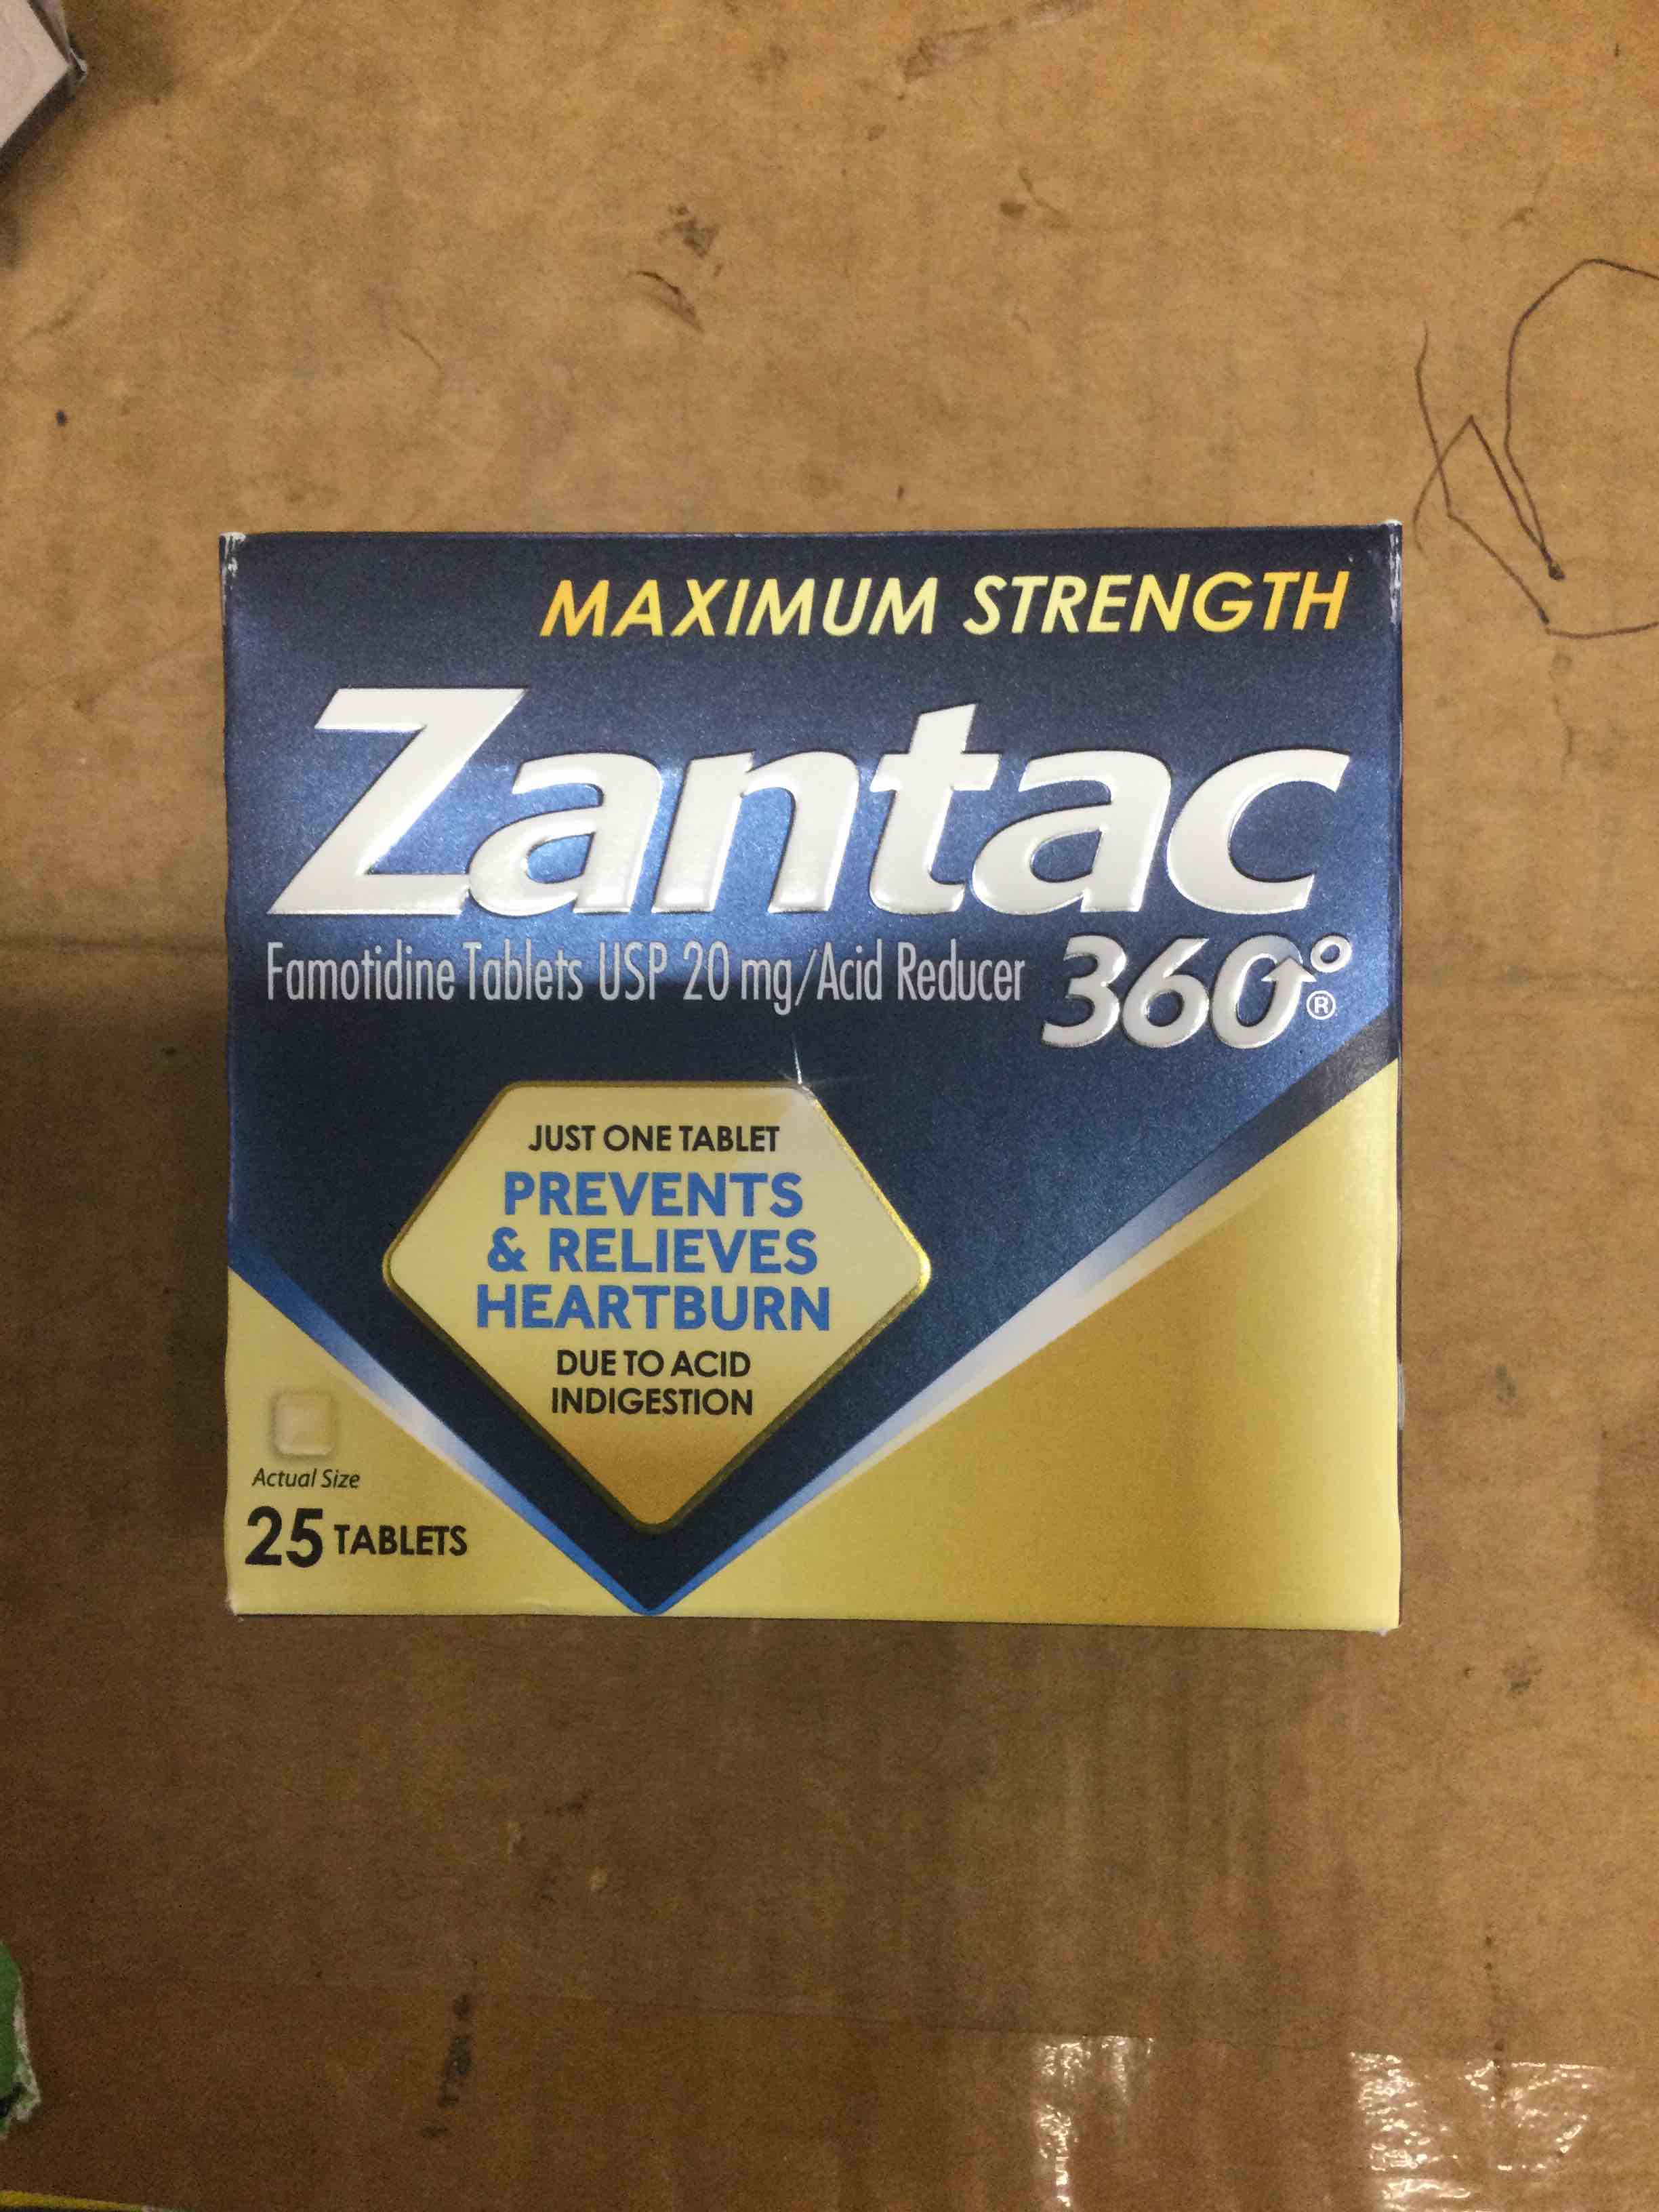 MAXIMUM STRENGTH
Zantac
Famotidine Tablets USP 20 mg/Acid Reducer 360°®
JUST ONE TABLET
PREVENTS
& RELIEVES
HEARTBURN
DUE TO ACID
INDIGESTION
Actual Size
25 TABLETS